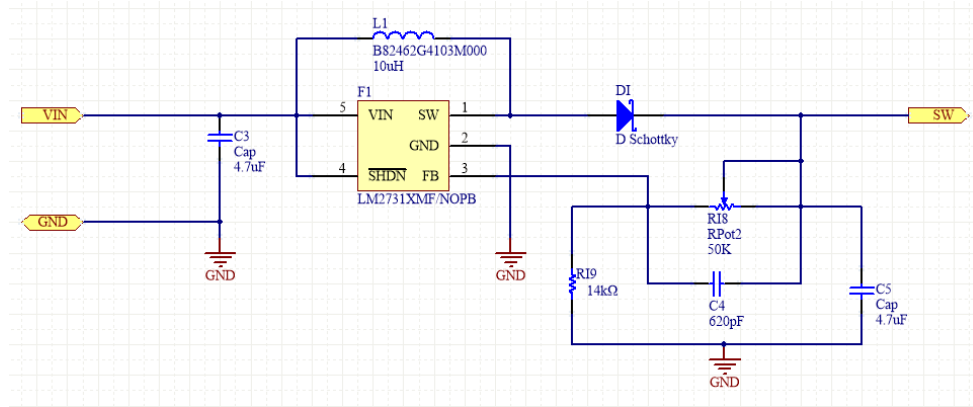 L1
B82462G4103M000
10uH
F1
DI
VIN
5
VIN
SW
1
SW
C3
Cap
4.7uF
D Schottky
GND
2
4
SHDN
FB
3
LM2731XMF/NOPB
GND
RI8
RPot2
50K
GND
GND
RI9
14kΩ
C4
620pF
C5
Cap
4.7uF
GND